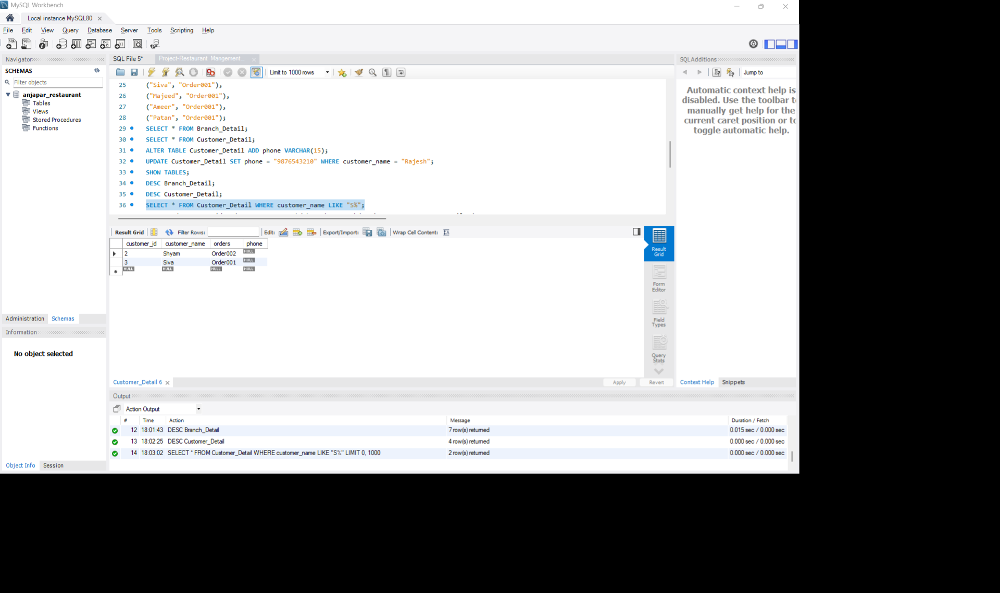 MySQL Workbench
Local instance MySQL80
File Edit View Query Database Server Tools Scripting Help
Navigator
SCHEMAS
Filter objects
anjapar_restaurant
Tables
Views
Stored Procedures
Functions
Administration Schemas
Information
No object selected
Object Info Session
SQL File 5*
Project-Restaurant Mangement...
Limit to 1000 rows
25 ("Siva", "Order001"),
26 ("Majeed", "Order001"),
27 ("Ameer", "Order001"),
28 ("Patan", "Order001");
29 SELECT * FROM Branch_Detail;
30 SELECT * FROM Customer_Detail;
31 ALTER TABLE Customer_Detail ADD phone VARCHAR(15);
32 UPDATE Customer_Detail SET phone = "9876543210" WHERE customer_name = "Rajesh";
33 SHOW TABLES;
34 DESC Branch_Detail;
35 DESC Customer_Detail;
36 SELECT * FROM Customer_Detail WHERE customer_name LIKE "S%";
Result Grid Filter Rows: Edit: Export/Import: Wrap Cell Content:
customer_id customer_name orders phone
2 Shyam Order002 NULL
3 Siva Order001 NULL
NULL NULL NULL NULL
Result Grid
Form Editor
Field Types
Query Stats
Customer_Detail 6
Apply Revert
SQLAdditions
Jump to
Automatic context help is
disabled. Use the toolbar t
manually get help for the
current caret position or to
toggle automatic help.
Context Help Snippets
Output
Action Output
# Time Action Message Duration / Fetch
12 18:01:43 DESC Branch_Detail 7 row(s) returned 0.015 sec / 0.000 sec
13 18:02:25 DESC Customer_Detail 4 row(s) returned 0.000 sec / 0.000 sec
14 18:03:02 SELECT * FROM Customer_Detail WHERE customer_name LIKE "S%" LIMIT 0, 1000 2 row(s) returned 0.000 sec / 0.000 sec